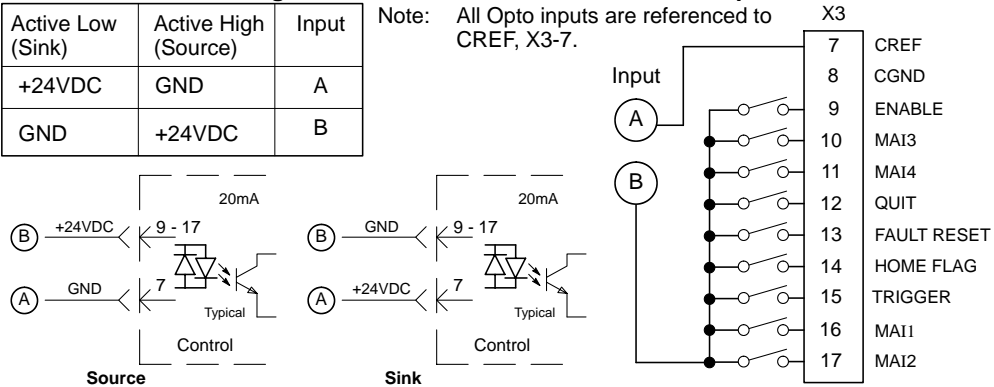 Active Low (Sink) Active High (Source) Input
+24VDC GND A
GND +24VDC B
Note: All Opto inputs are referenced to
CREF, X3-7.
X3
Input
A
B
7 CREF
8 CGND
9 ENABLE
10 MAI3
11 MAI4
12 QUIT
13 FAULT RESET
14 HOME FLAG
15 TRIGGER
16 MAI1
17 MAI2
20mA
B +24VDC 9 - 17
A GND 7
Typical
Control
Source
20mA
B GND 9 - 17
A +24VDC 7
Typical
Control
Sink